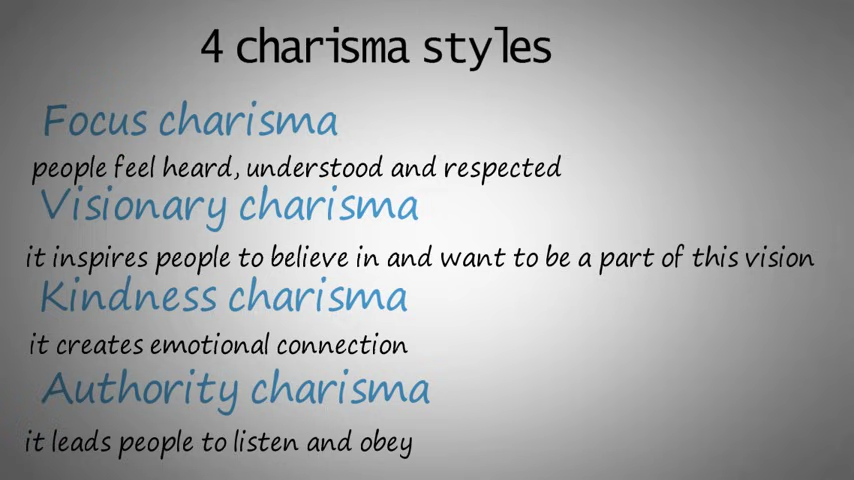 4 charisma styles
Focus charisma
people feel heard, understood and respected
Visionary charisma
it inspires people to believe in and want to be a part of this vision
Kindness charisma
it creates emotional connection
Authority charisma
it leads people to listen and obey